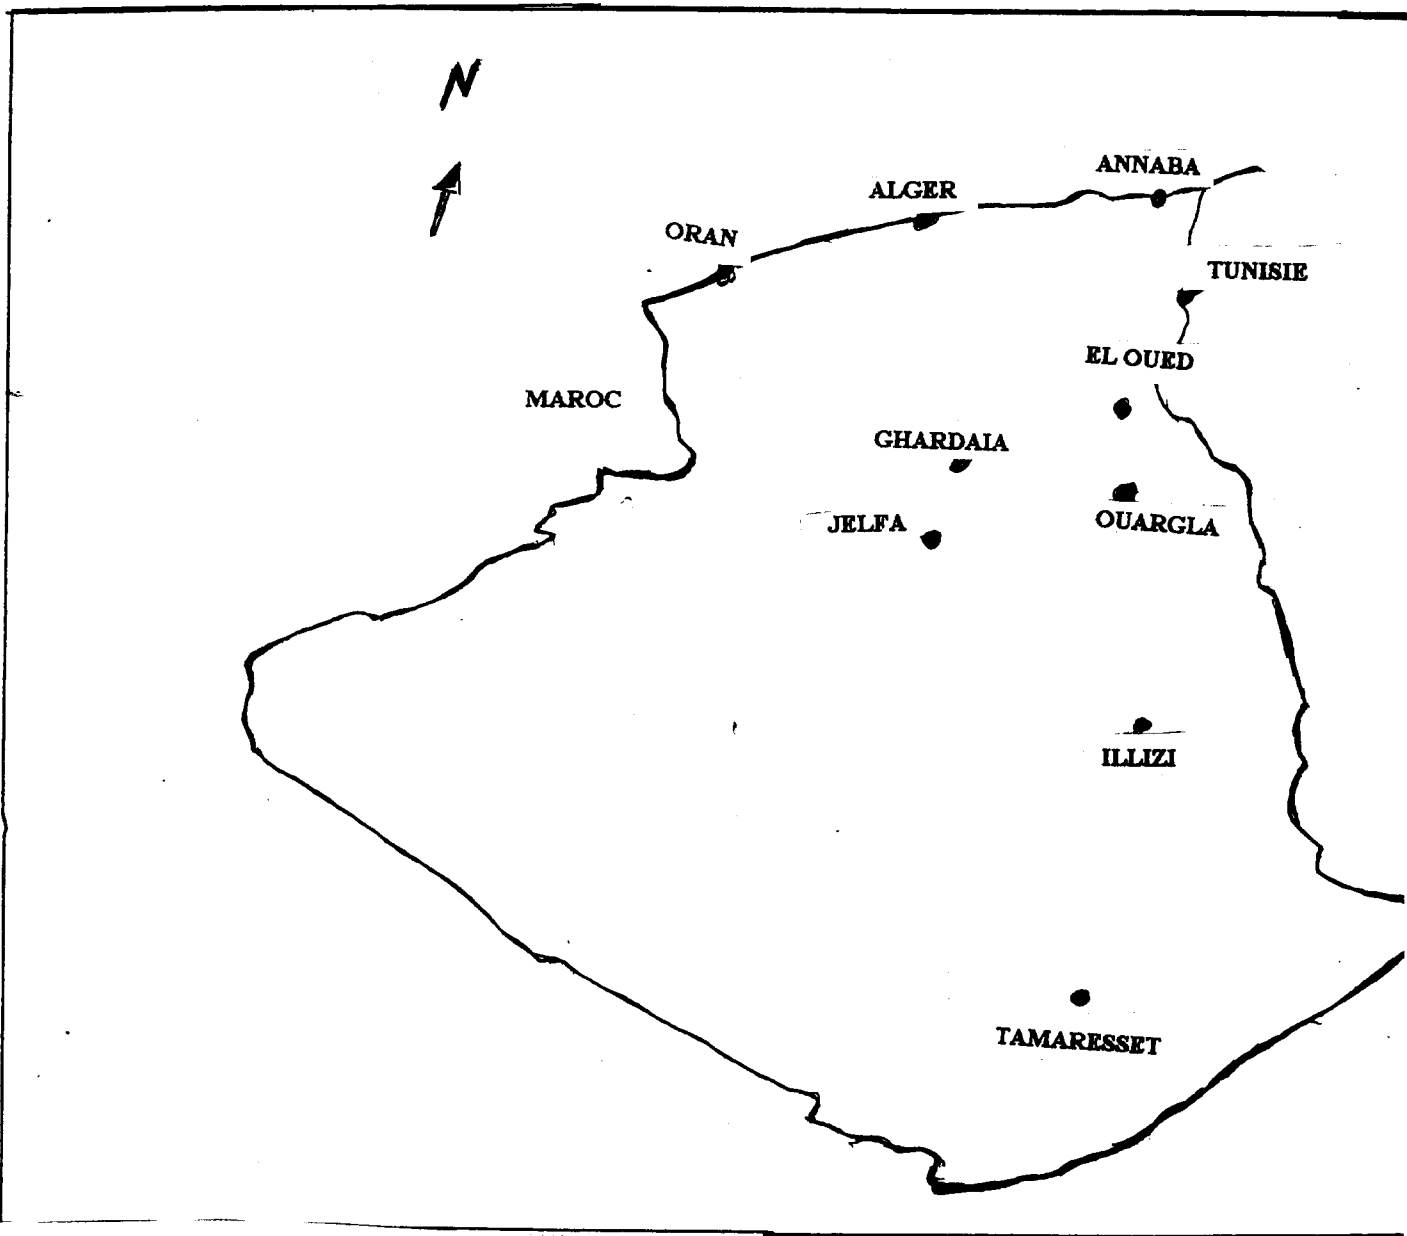 N
ANNABA
ALGER
ORAN
TUNISIE
EL OUED
MAROC
GHARDAIA
JELFA
OUARGLA
ILLIZI
TAMARESSET